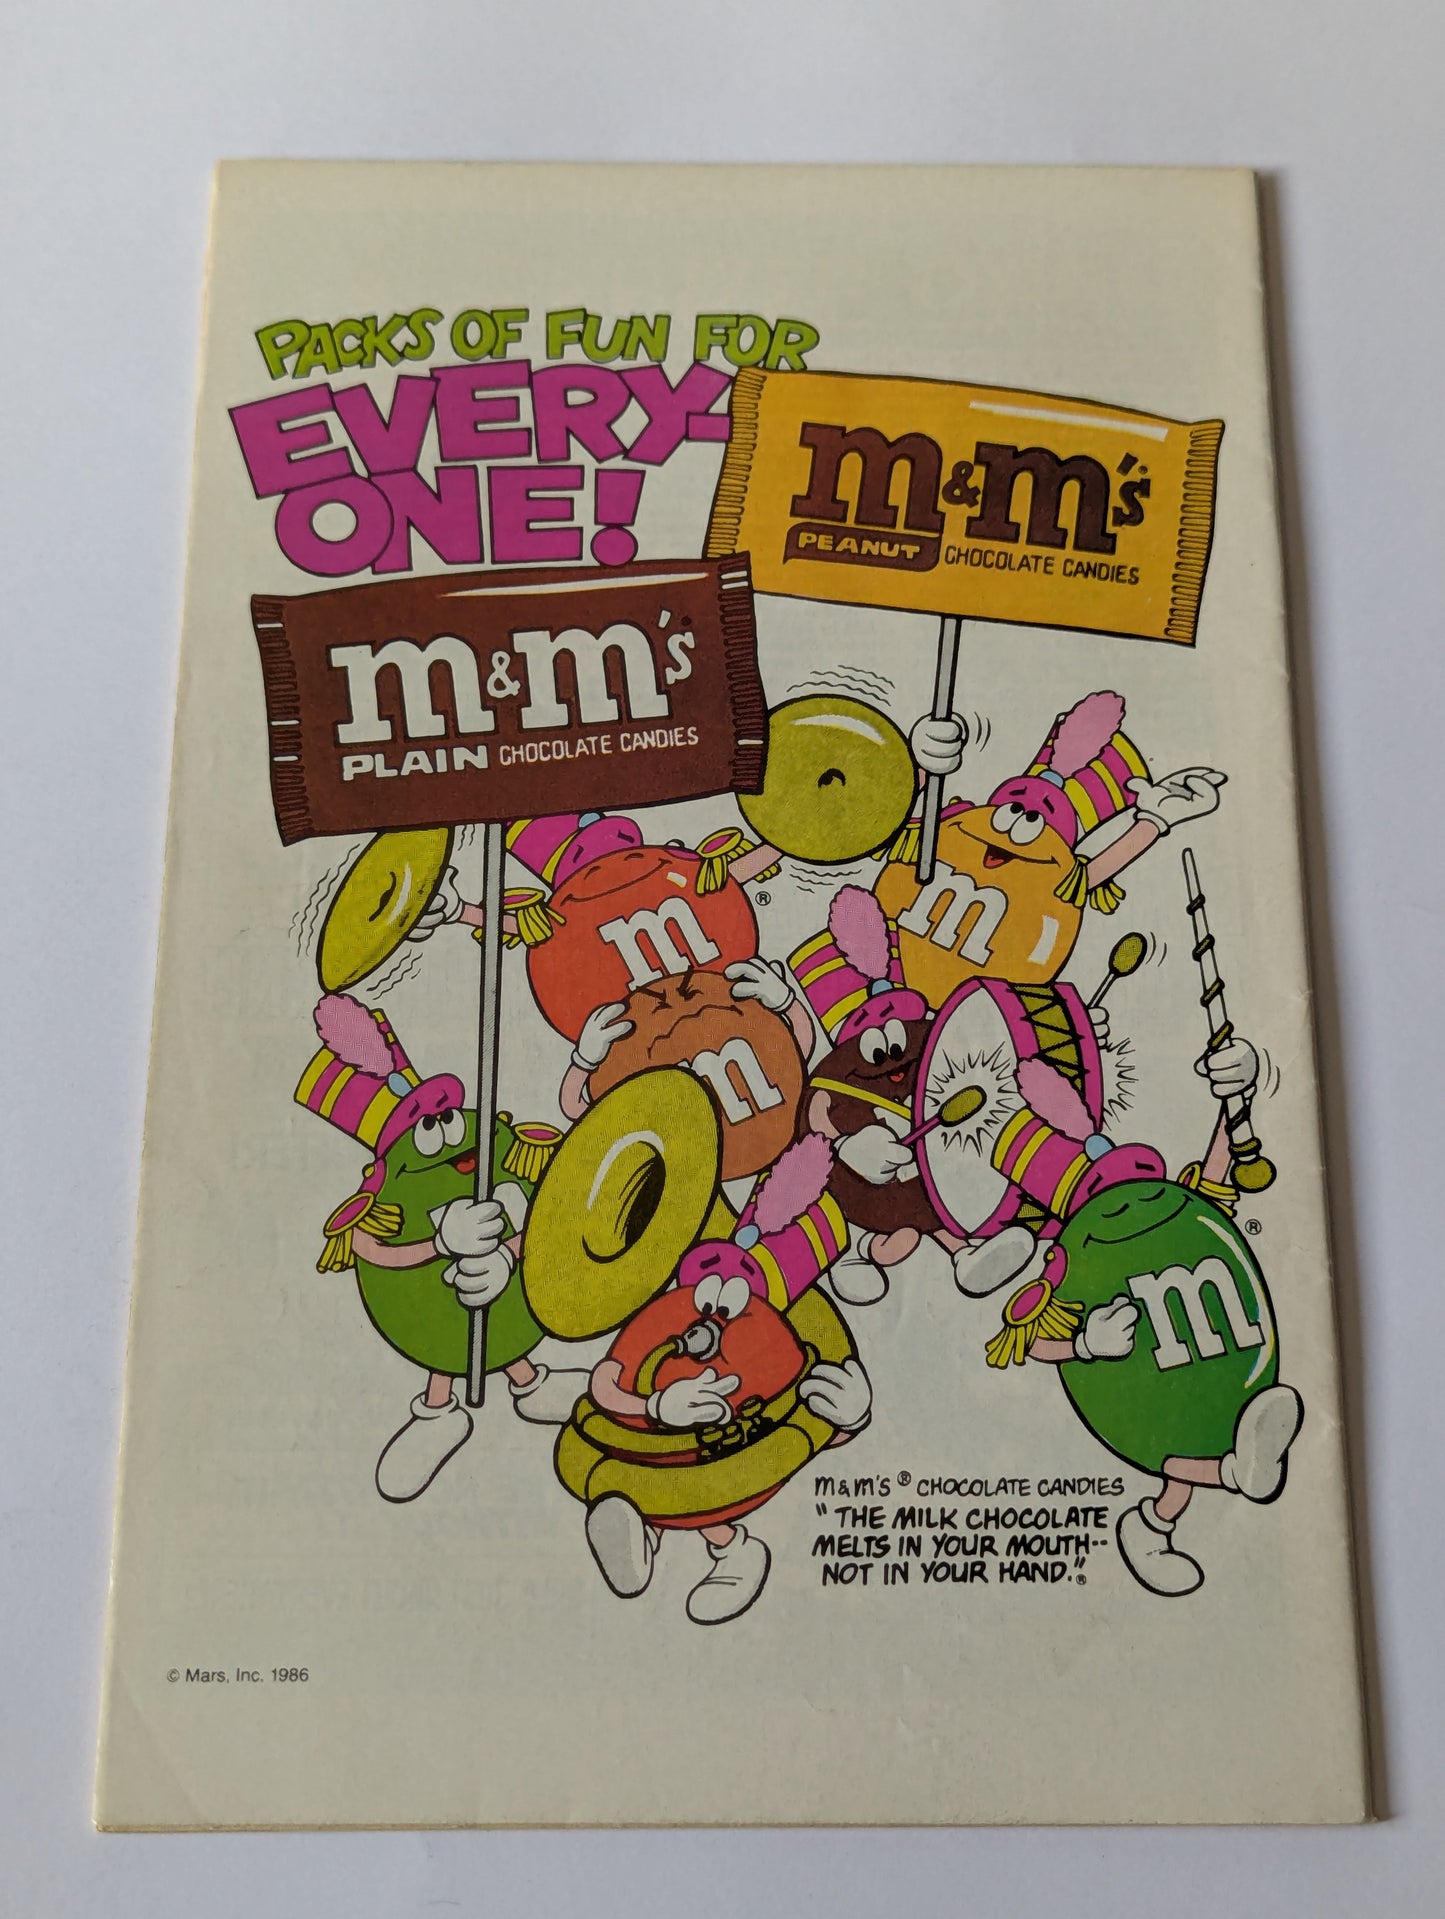 PACKS OF FUN FOR
EVERY-
ONE!
m&m's
PEANUT CHOCOLATE CANDIES
m&m's
PLAIN CHOCOLATE CANDIES
m
®
m
m
m
®
m&m's® CHOCOLATE CANDIES
"THE MILK CHOCOLATE
MELTS IN YOUR MOUTH--
NOT IN YOUR HAND."®
© Mars, Inc. 1986